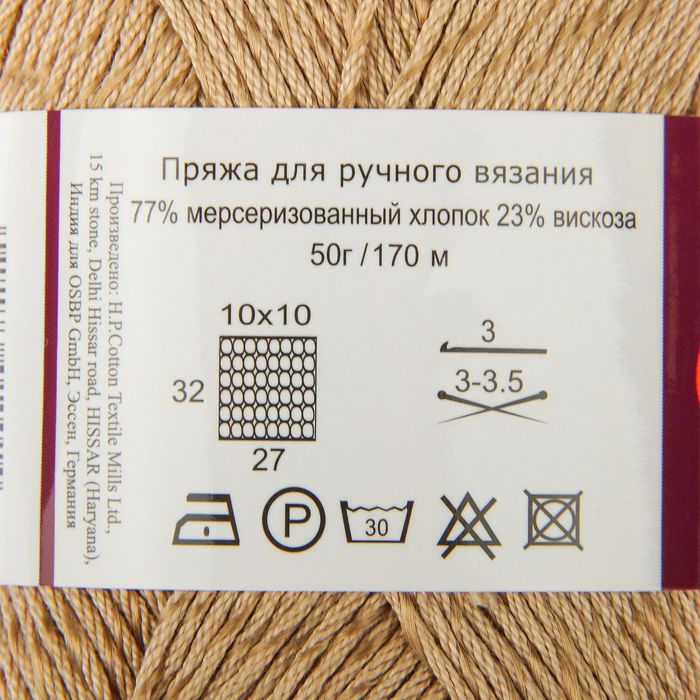 Пряжа для ручного вязания
77% мерсеризованный хлопок 23% вискоза
50г/170 м
10x10
32
27
3
3-3.5
P
30
Произведено: H.P.Cotton Textile Mills Ltd.,
15 km stone, Delhi Hissar road, HISSAR (Haryana),
Индия для OSBP GmbH, Эссен, Германия